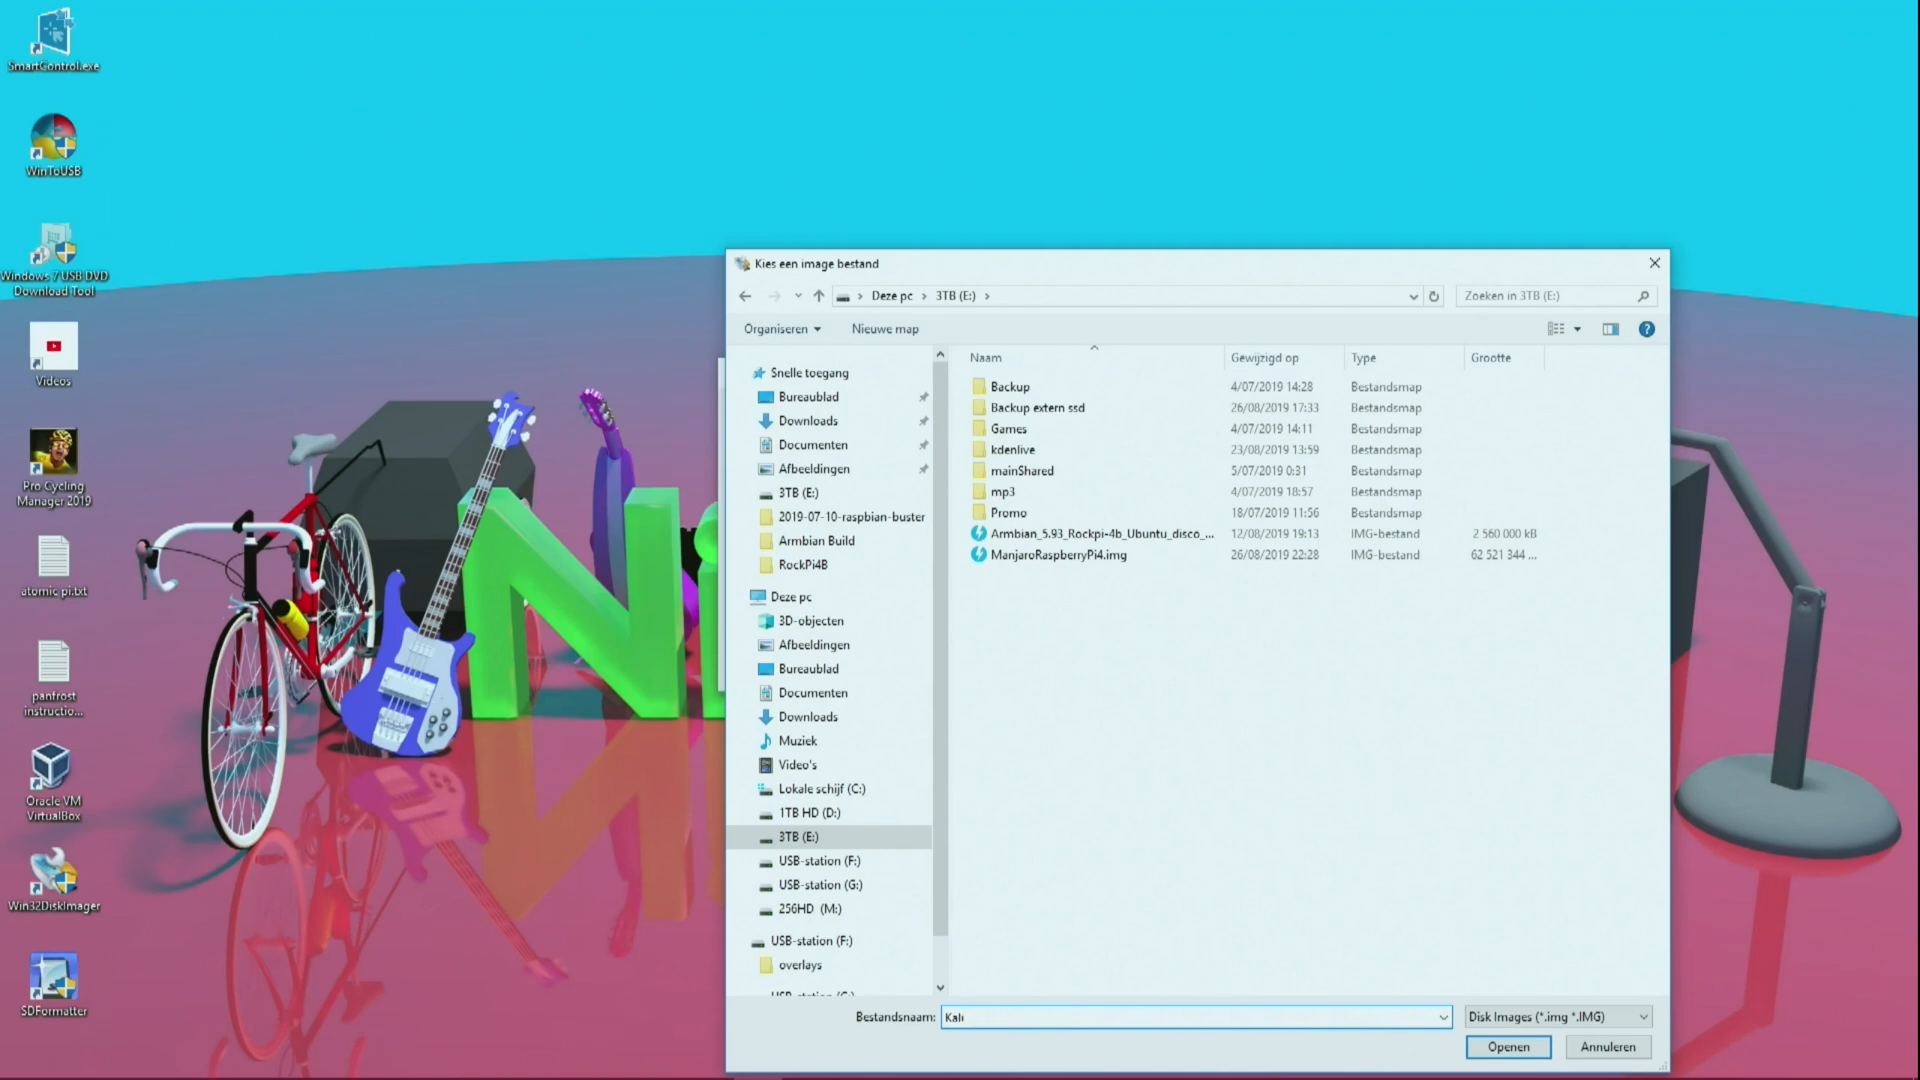 SmartControl.exe
WinToUSB
Windows 7 USB DVD
Download Tool
Videos
Pro Cycling
Manager 2019
atomic pi.txt
panfrost
instructio...
Oracle VM
VirtualBox
Win32DiskImager
SDFormatter
Kies een image bestand
Deze pc
3TB (E:)
Zoeken in 3TB (E:)
Organiseren
Nieuwe map
Naam
Gewijzigd op
Type
Grootte
Snelle toegang
Bureaublad
Downloads
Documenten
Afbeeldingen
3TB (E:)
2019-07-10-raspbian-buster
Armbian Build
RockPi4B
Deze pc
3D-objecten
Afbeeldingen
Bureaublad
Documenten
Downloads
Muziek
Video's
Lokale schijf (C:)
1TB HD (D:)
3TB (E:)
USB-station (F:)
USB-station (G:)
256HD (M:)
USB-station (F:)
overlays
USB-station (G:)
Backup 4/07/2019 14:28 Bestandsmap
Backup extern ssd 26/08/2019 17:33 Bestandsmap
Games 4/07/2019 14:11 Bestandsmap
kdenlive 23/08/2019 13:59 Bestandsmap
mainShared 5/07/2019 0:31 Bestandsmap
mp3 4/07/2019 18:57 Bestandsmap
Promo 18/07/2019 11:56 Bestandsmap
Armbian_5.93_Rockpi-4b_Ubuntu_disco_... 12/08/2019 19:13 IMG-bestand 2 560 000 kB
ManjaroRaspberryPi4.img 26/08/2019 22:28 IMG-bestand 62 521 344 ...
Bestandsnaam:
Kali
Disk Images (*.img *.IMG)
Openen
Annuleren